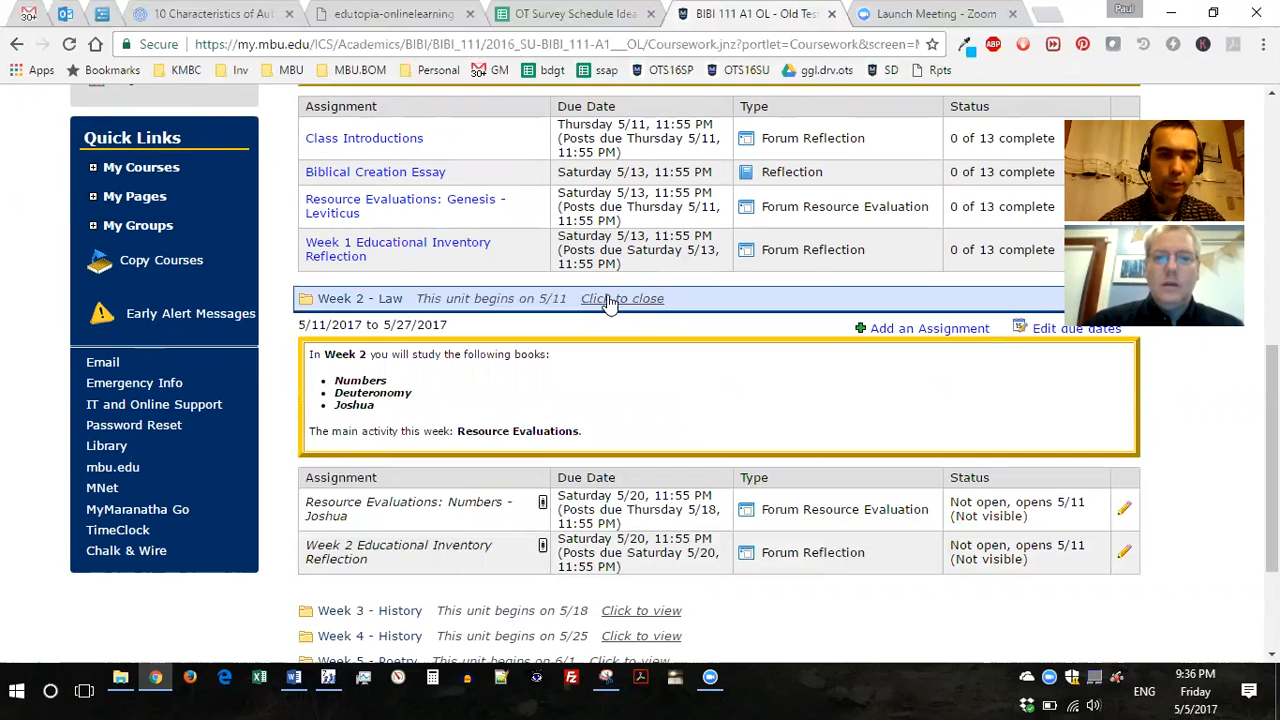 10 Characteristics of Aut
edutopia-onlinelearning
OT Survey Schedule Idea
BIBI 111 A1 OL - Old Test
Launch Meeting - Zoom
Paul
Secure
https://my.mbu.edu/ICS/Academics/BIBI/BIBI_111/2016_SU-BIBI_111-A1__OL/Coursework.jnz?portlet=Coursework&screen=
Apps
Bookmarks
KMBC
Inv
MBU
MBU.BOM
Personal
30+
GM
bdgt
ssap
OTS16SP
OTS16SU
ggl.drv.ots
SD
Rpts
Quick Links
My Courses
My Pages
My Groups
Copy Courses
Early Alert Messages
Email
Emergency Info
IT and Online Support
Password Reset
Library
mbu.edu
MNet
MyMaranatha Go
TimeClock
Chalk & Wire
Assignment Due Date Type Status
Class Introductions
Thursday 5/11, 11:55 PM
(Posts due Thursday 5/11,
11:55 PM)
Forum Reflection
0 of 13 complete
Biblical Creation Essay
Saturday 5/13, 11:55 PM
Reflection
0 of 13 complete
Resource Evaluations: Genesis -
Leviticus
Saturday 5/13, 11:55 PM
(Posts due Thursday 5/11,
11:55 PM)
Forum Resource Evaluation
0 of 13 complete
Week 1 Educational Inventory
Reflection
Saturday 5/13, 11:55 PM
(Posts due Saturday 5/13,
11:55 PM)
Forum Reflection
0 of 13 complete
Week 2 - Law This unit begins on 5/11 Click to close
5/11/2017 to 5/27/2017
Add an Assignment
Edit due dates
In Week 2 you will study the following books:
• Numbers
• Deuteronomy
• Joshua
The main activity this week: Resource Evaluations.
Assignment Due Date Type Status
Resource Evaluations: Numbers -
Joshua
Saturday 5/20, 11:55 PM
(Posts due Thursday 5/18,
11:55 PM)
Forum Resource Evaluation
Not open, opens 5/11
(Not visible)
Week 2 Educational Inventory
Reflection
Saturday 5/20, 11:55 PM
(Posts due Saturday 5/20,
11:55 PM)
Forum Reflection
Not open, opens 5/11
(Not visible)
Week 3 - History This unit begins on 5/18 Click to view
Week 4 - History This unit begins on 5/25 Click to view
Week 5 - Poetry This unit begins on 6/1 Click to view
ENG
9:36 PM
Friday
5/5/2017